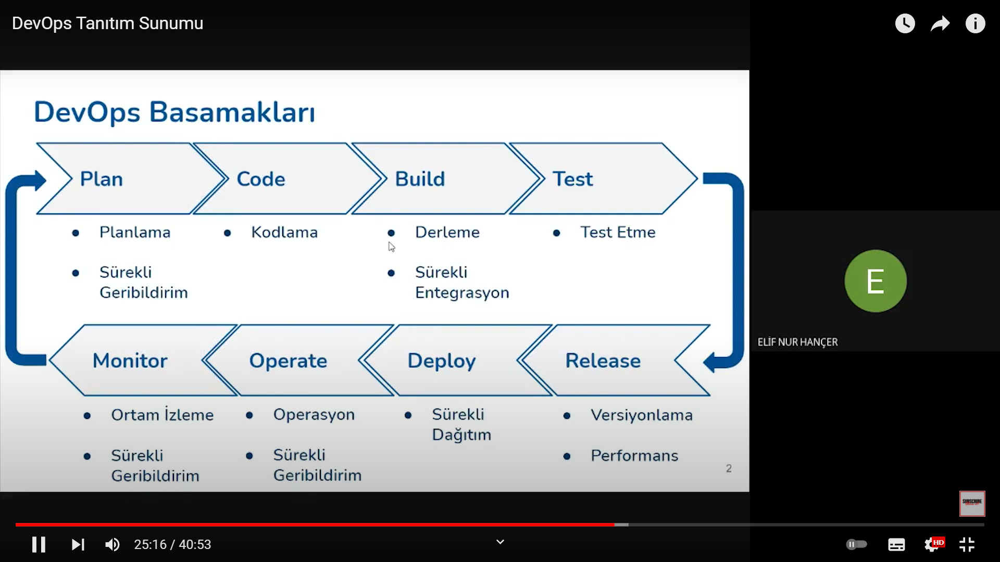 DevOps Tanıtım Sunumu
DevOps Basamakları
Plan
Code
Build
Test
Planlama
Sürekli
Geribildirim
Kodlama
Derleme
Sürekli
Entegrasyon
Test Etme
Monitor
Operate
Deploy
Release
Ortam İzleme
Sürekli
Geribildirim
Operasyon
Sürekli
Geribildirim
Sürekli
Dağıtım
Versiyonlama
Performans
2
E
ELİF NUR HANÇER
SUBSCRIBE
25:16 / 40:53
HD